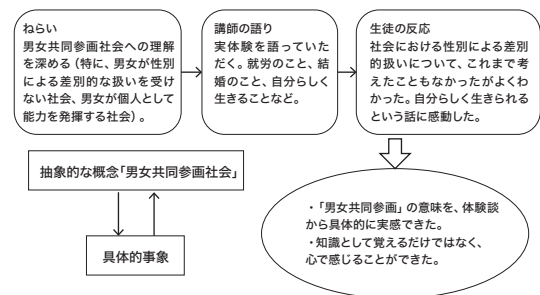 ねらい
男女共同参画社会への理解
を深める（特に、男女が性別
による差別的な扱いを受け
ない社会、男女が個人として
能力を発揮する社会）。
講師の語り
実体験を語っていた
だく。就労のこと、結
婚のこと、自分らしく
生きることなど。
生徒の反応
社会における性別による差別
的扱いについて、これまで考
えたこともなかったがよくわ
かった。自分らしく生きられる
という話に感動した。
抽象的な概念「男女共同参画社会」
具体的事象
・「男女共同参画」の意味を、体験談
から具体的に実感できた。
・知識として覚えるだけではなく、
心で感じることができた。